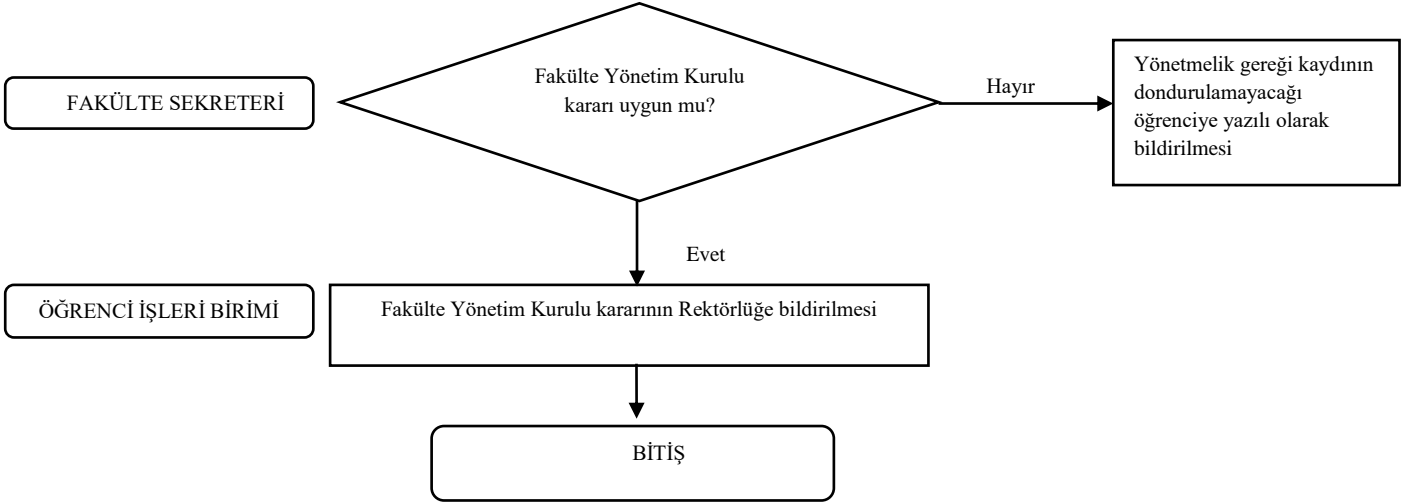 Fakülte Yönetim Kurulu
kararı uygun mu?
FAKÜLTE SEKRETERİ
Hayır
Yönetmelik gereği kaydının
dondurulamayacağı
öğrenciye yazılı olarak
bildirilmesi
Evet
ÖĞRENCİ İŞLERİ BİRİMİ
Fakülte Yönetim Kurulu kararının Rektörlüğe bildirilmesi
BİTİŞ